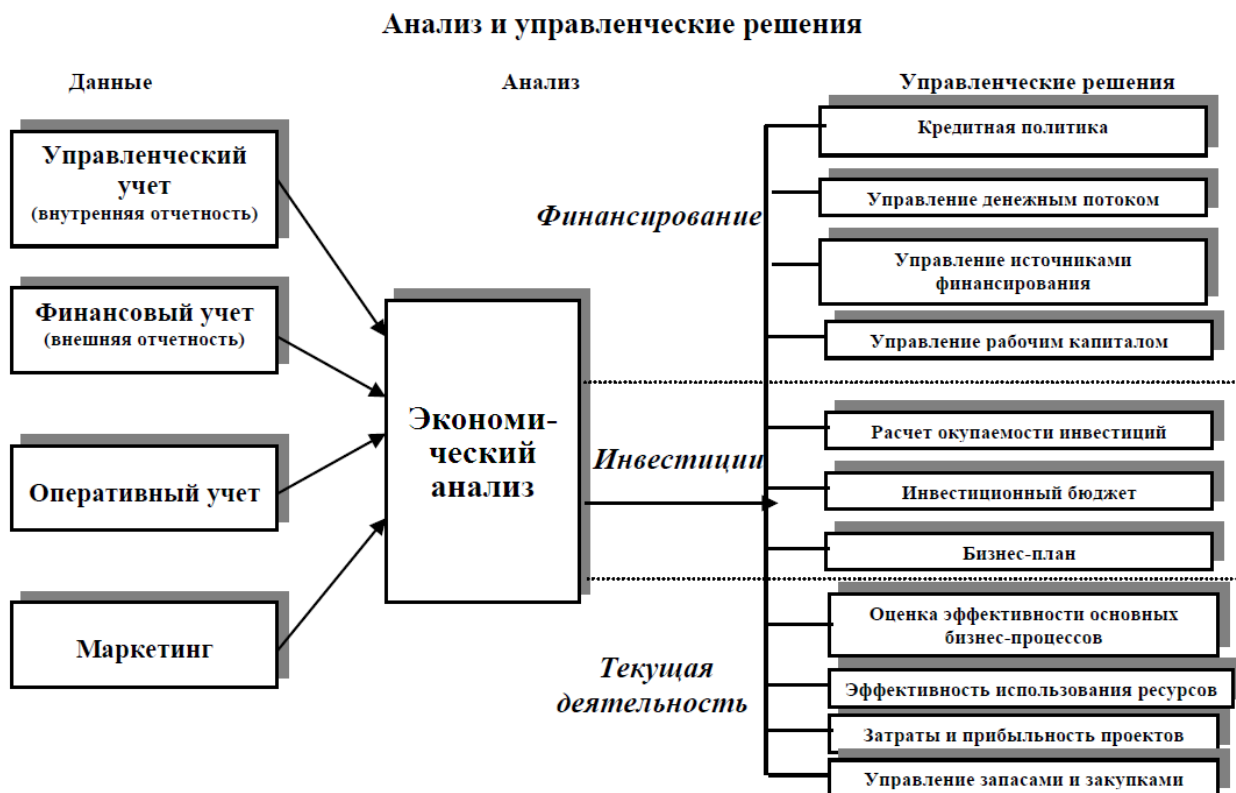 Анализ и управленческие решения
Данные
Анализ
Управленческие решения
Управленческий
учет
(внутренняя отчетность)
Финансовый учет
(внешняя отчетность)
Оперативный учет
Маркетинг
Экономи-
ческий
анализ
Финансирование
Инвестиции
Текущая
деятельность
Кредитная политика
Управление денежным потоком
Управление источниками
финансирования
Управление рабочим капиталом
Расчет окупаемости инвестиций
Инвестиционный бюджет
Бизнес-план
Оценка эффективности основных
бизнес-процессов
Эффективность использования ресурсов
Затраты и прибыльность проектов
Управление запасами и закупками